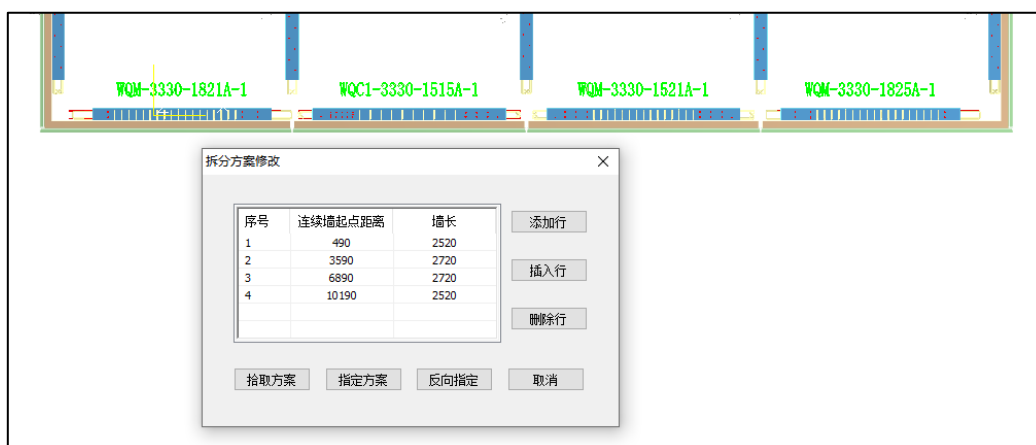 WQM-3330-1821A-1 WQC1-3330-1515A-1 WQM-3330-1521A-1 WQM-3330-1825A-1
拆分方案修改
序号 连续墙起点距离 墙长
1 490 2520
2 3590 2720
3 6890 2720
4 10190 2520
添加行
插入行
删除行
拾取方案 指定方案 反向指定 取消